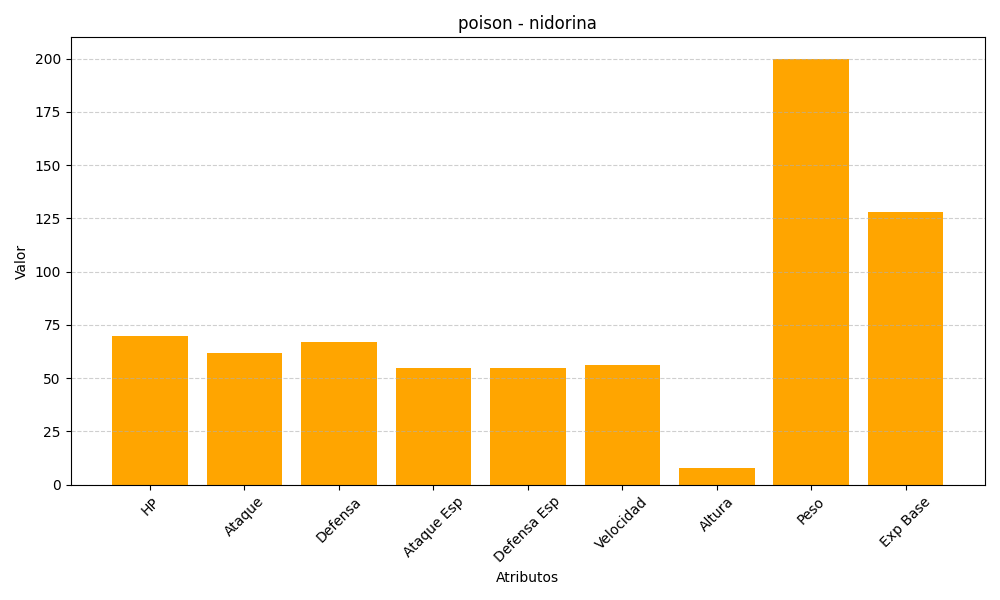 poison - nidorina
Valor
200
175
150
125
100
75
50
25
0
HP
Ataque
Defensa
Ataque Esp
Defensa Esp
Velocidad
Altura
Peso
Exp Base
Atributos